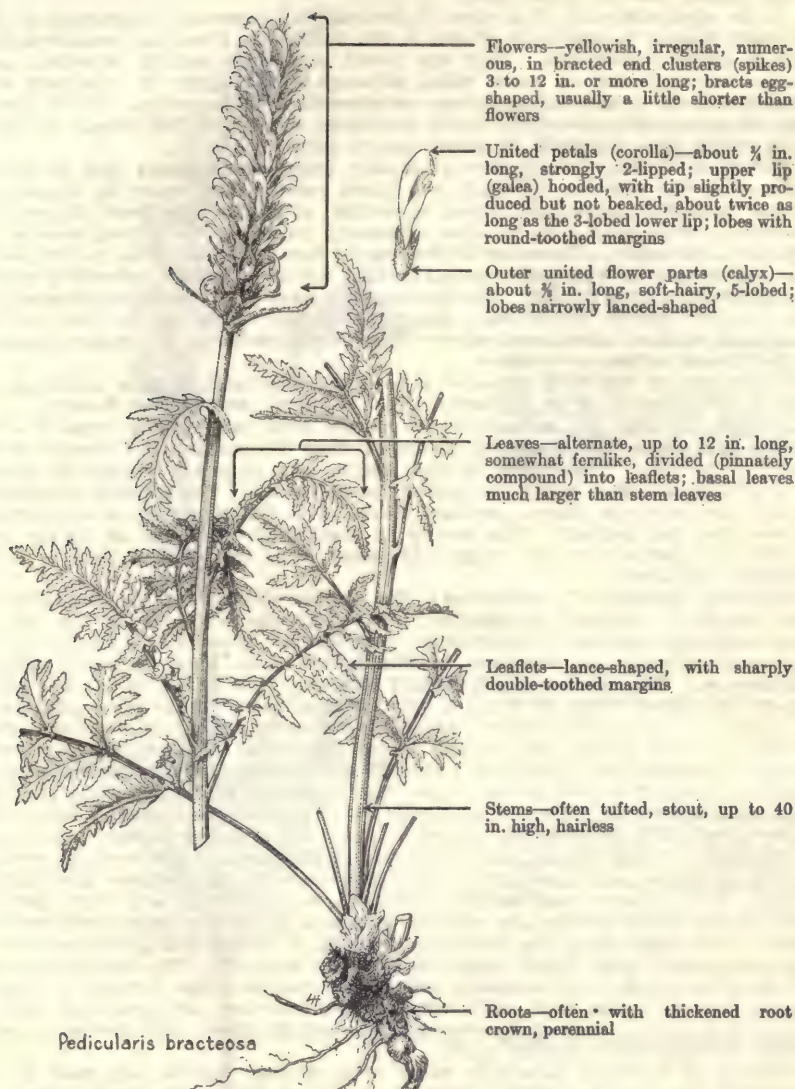 Flowers—yellowish, irregular, numer-
ous, in bracted end clusters (spikes)
3 to 12 in. or more long; bracts egg-
shaped, usually a little shorter than
flowers
United petals (corolla)—about ¾ in.
long, strongly 2-lipped; upper lip
(galea) hooded, with tip slightly pro-
duced but not beaked, about twice as
long as the 3-lobed lower lip; lobes with
round-toothed margins
Outer united flower parts (calyx)—
about in. long, soft-hairy, 5-lobed;
lobes narrowly lanced-shaped
Leaves—alternate, up to 12 in. long,
somewhat fernlike, divided (pinnately
compound) into leaflets; basal leaves
much larger than stem leaves
Leaflets—lance-shaped, with sharply
double-toothed margins
Stems—often tufted, stout, up to 40
in. high, hairless
Roots—often with thickened root
crown, perennial
LH
Pedicularis bracteosa